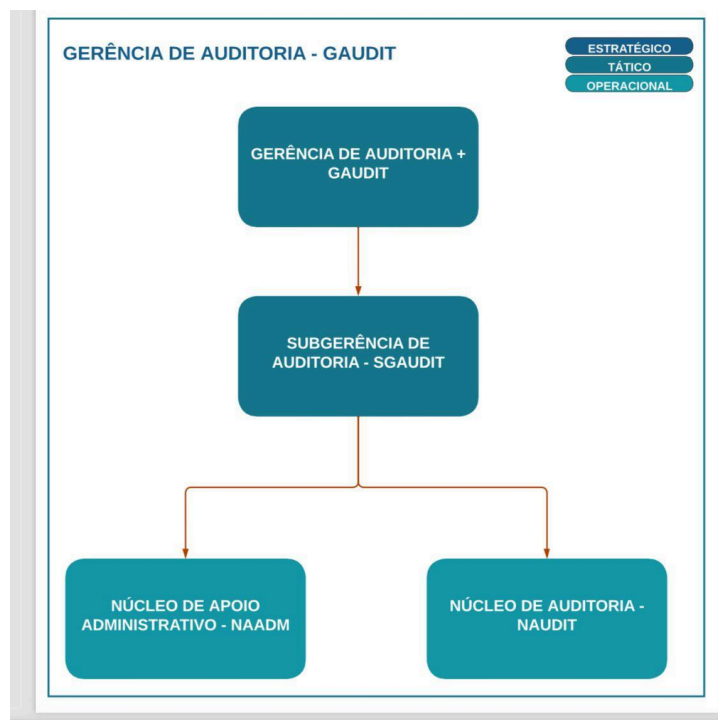 GERÊNCIA DE AUDITORIA - GAUDIT
ESTRATÉGICO
TÁTICO
OPERACIONAL
GERÊNCIA DE AUDITORIA +
GAUDIT
SUBGERÊNCIA DE
AUDITORIA - SGAUDIT
NÚCLEO DE APOIO
ADMINISTRATIVO - NAADM
NÚCLEO DE AUDITORIA -
NAUDIT